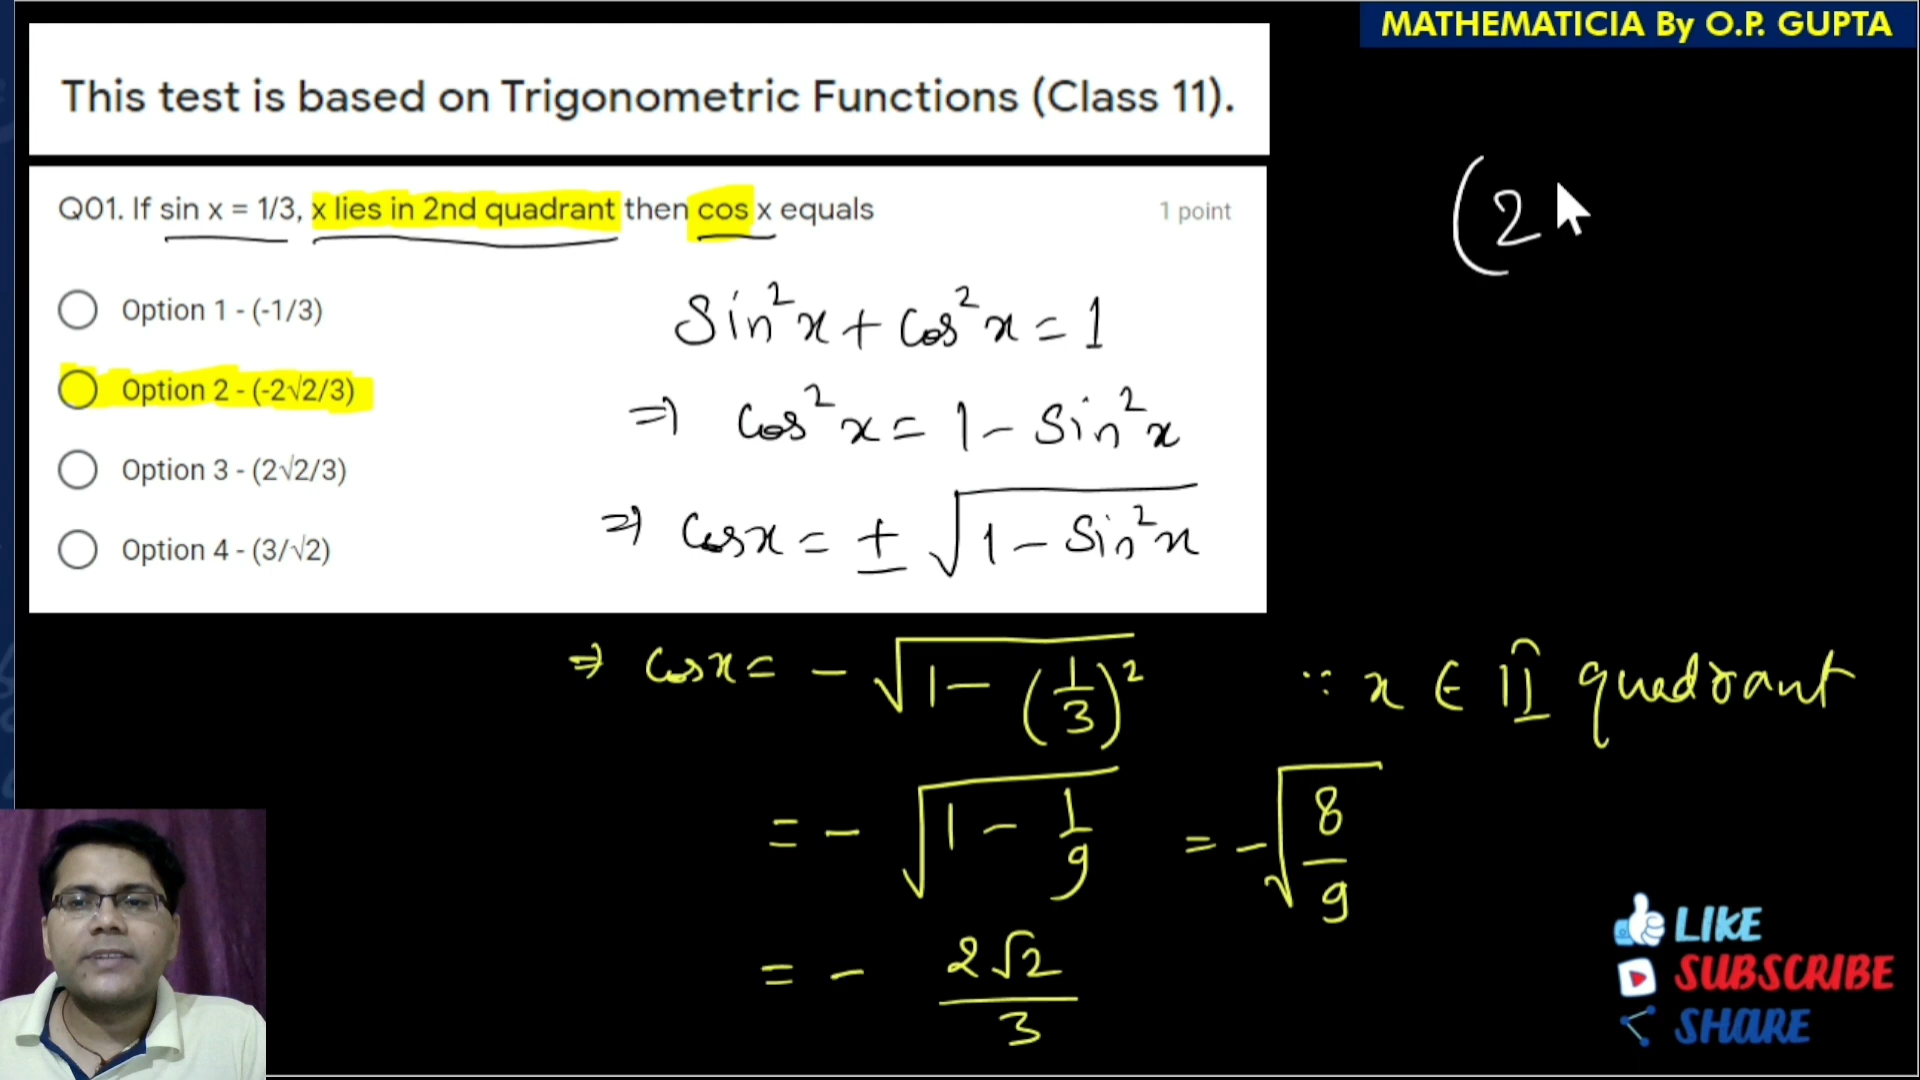 MATHEMATICIA By O.P. GUPTA
This test is based on Trigonometric Functions (Class 11).
Q01. If sin x = 1/3, x lies in 2nd quadrant then cos x equals
1 point
Option 1 - (-1/3)
Option 2 - (-2√2/3)
Option 3 - (2√2/3)
Option 4 - (3/√2)
Sin²x + Cos²x = 1
⇒ Cos²x = 1 - Sin²x
⇒ Cosx = ± √(1 - Sin²x)
(2
⇒ Cosx = - √(1 - (1/3)²) ∵ x ∈ II quadrant
= - √(1 - 1/9) = - √(8/9)
= - 2√2/3
LIKE
SUBSCRIBE
SHARE